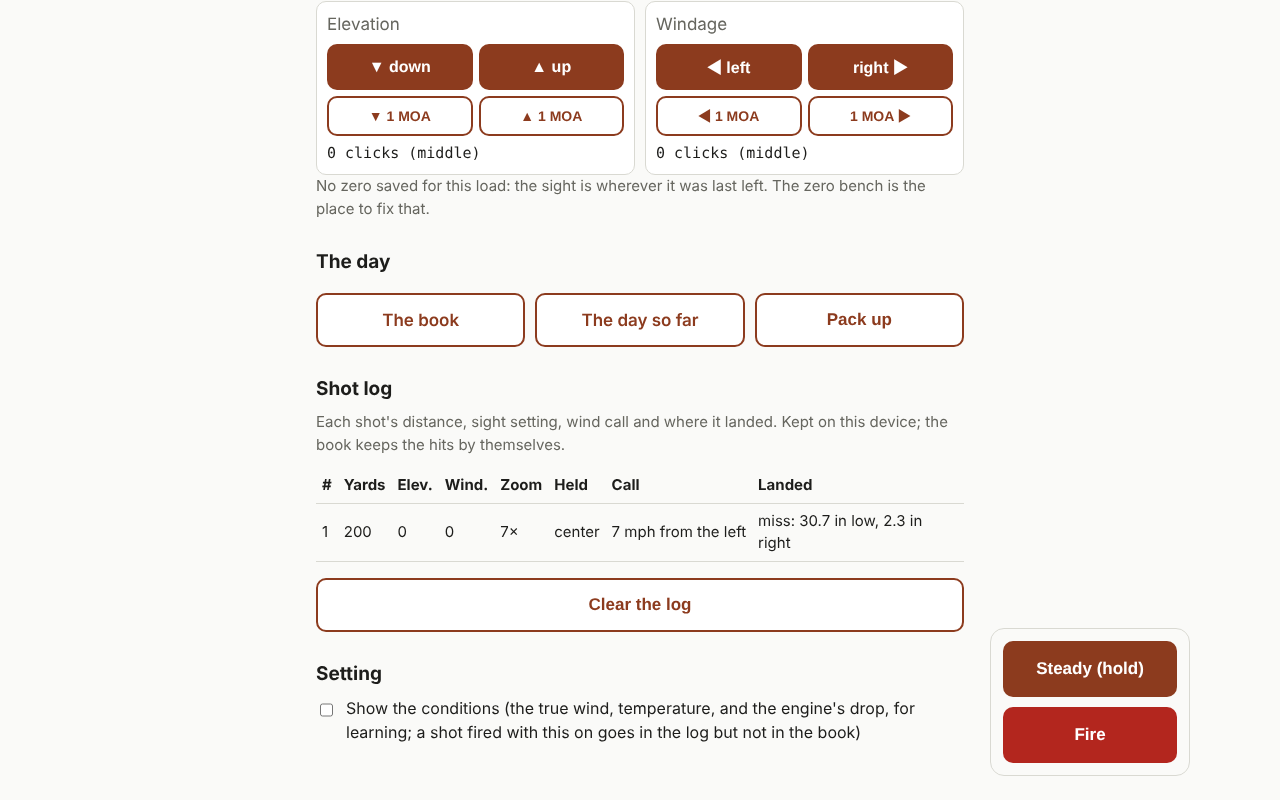 Elevation
▼ down
▲ up
▼ 1 MOA
▲ 1 MOA
0 clicks (middle)
Windage
◀ left
right ▶
◀ 1 MOA
1 MOA ▶
0 clicks (middle)
No zero saved for this load: the sight is wherever it was last left. The zero bench is the
place to fix that.
The day
The book
The day so far
Pack up
Shot log
Each shot's distance, sight setting, wind call and where it landed. Kept on this device; the
book keeps the hits by themselves.
# Yards Elev. Wind. Zoom Held Call Landed
1 200 0 0 7× center 7 mph from the left miss: 30.7 in low, 2.3 in
right
Clear the log
Setting
Show the conditions (the true wind, temperature, and the engine's drop, for
learning; a shot fired with this on goes in the log but not in the book)
Steady (hold)
Fire